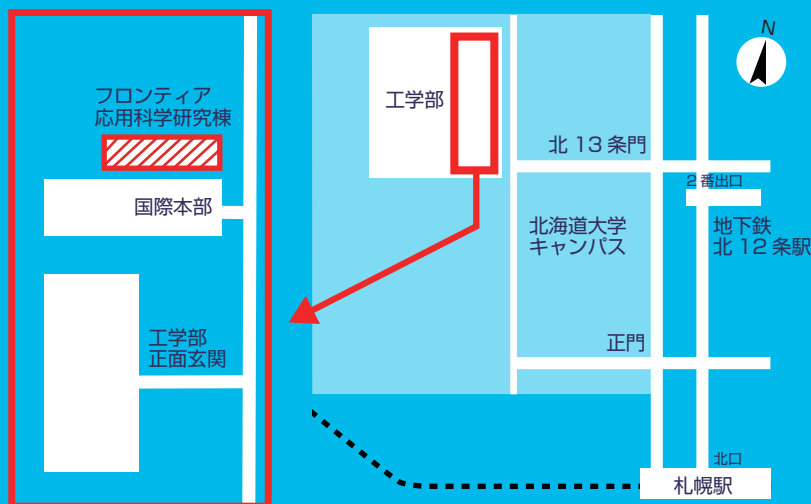 フロンティア
応用科学研究棟
国際本部
工学部
正面玄関
N
工学部
北 13 条門
2番出口
北海道大学
キャンパス
地下鉄
北 12 条駅
正門
北口
札幌駅